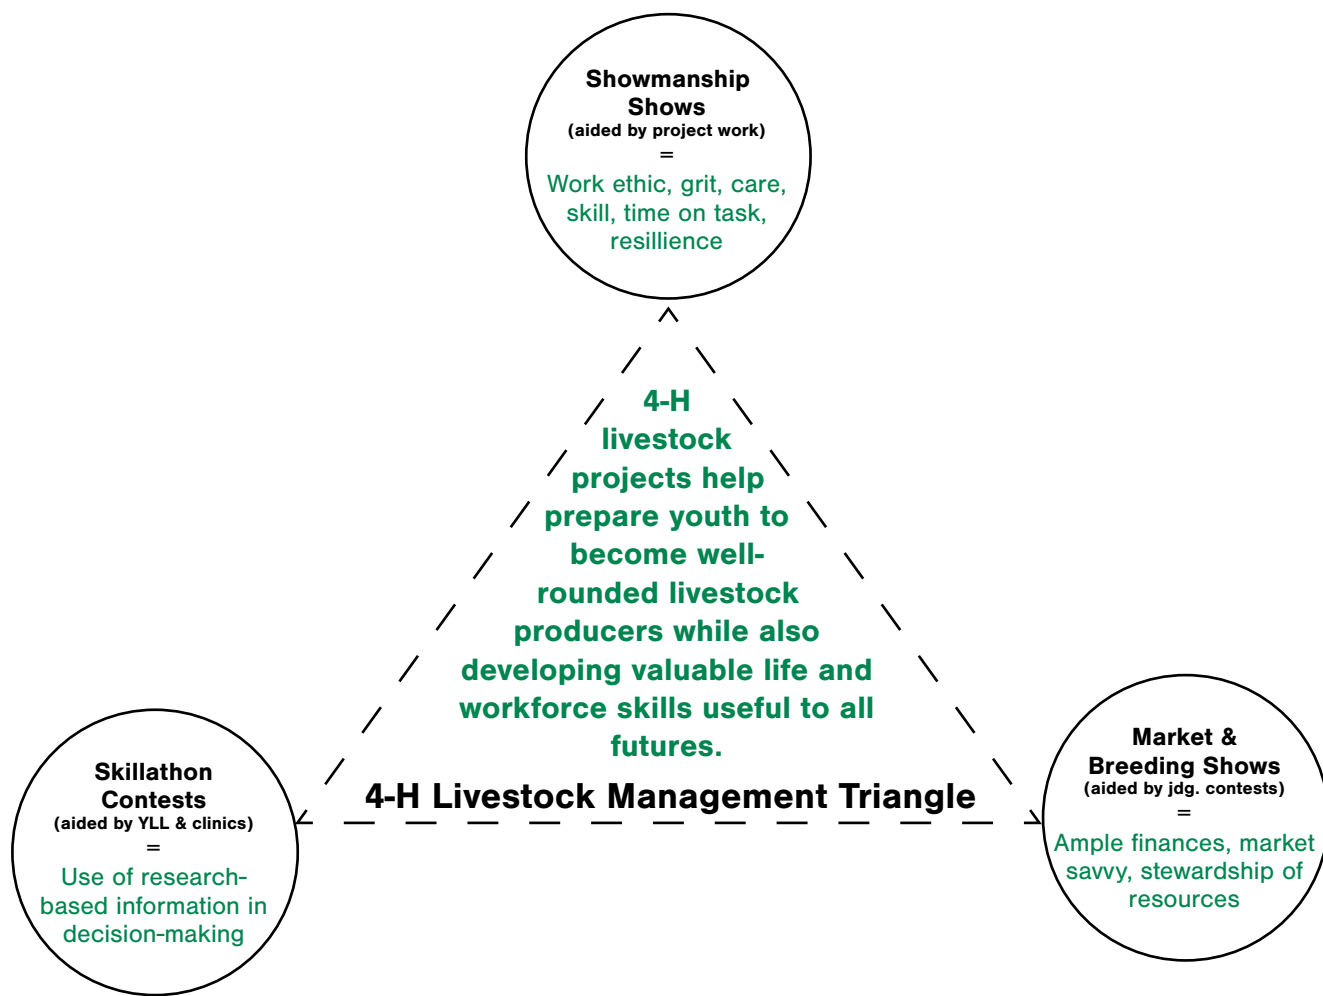 Showmanship
Shows
(aided by project work)
=
Work ethic, grit, care,
skill, time on task,
resillience
4-H
livestock
projects help
prepare youth to
become well-
rounded livestock
producers while also
developing valuable life and
workforce skills useful to all
futures.
4-H Livestock Management Triangle
Skillathon
Contests
(aided by YLL & clinics)
=
Use of research-
based information in
decision-making
Market &
Breeding Shows
(aided by jdg. contests)
=
Ample finances, market
savvy, stewardship of
resources